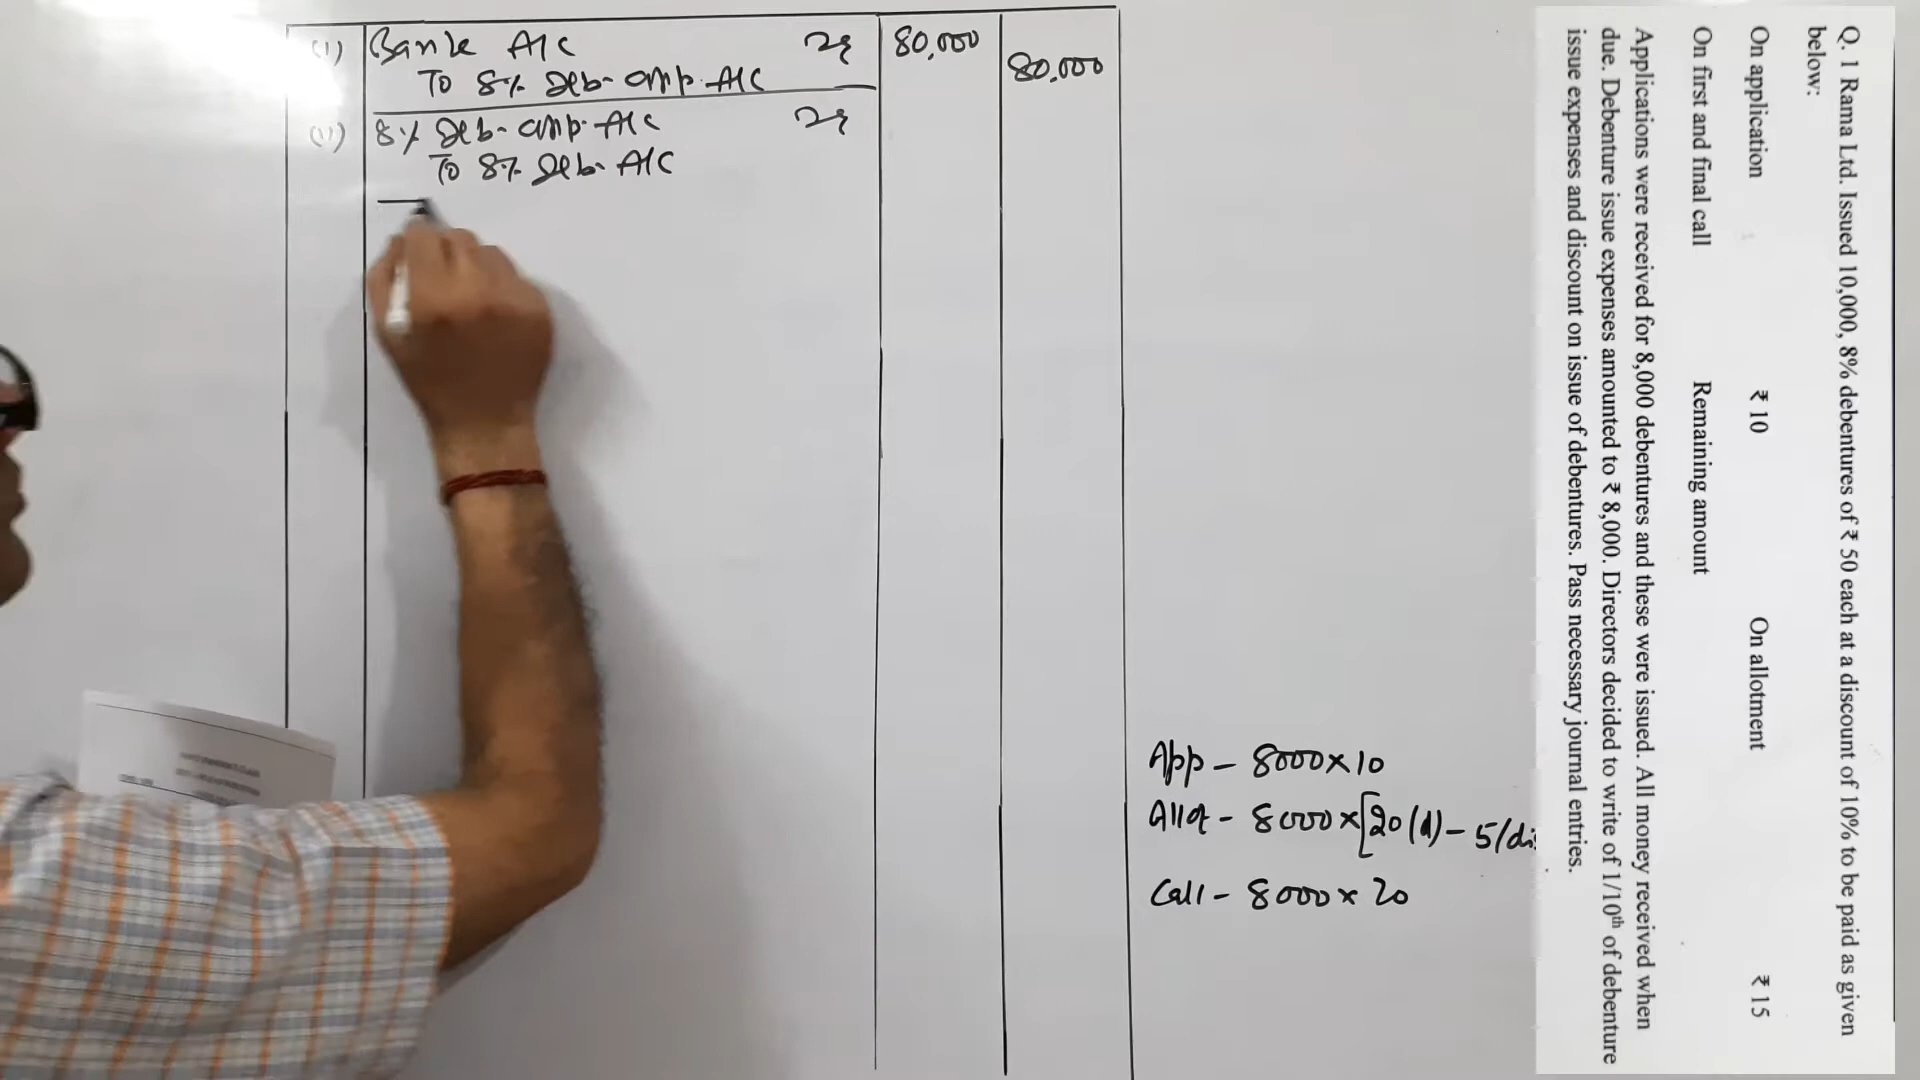 (1) Bank A/C Dr 80,000
To 8% Deb. app. A/C 80,000
(11) 8% Deb. app. A/C Dr
To 8% Deb. A/C
App - 8000×10
Allot - 8000×[20(d) - 5/dis
Call - 8000 × 20
Q. 1 Rama Ltd. Issued 10,000, 8% debentures of ₹ 50 each at a discount of 10% to be paid as given
below:
On application ₹ 10 On allotment ₹ 15
On first and final call Remaining amount
Applications were received for 8,000 debentures and these were issued. All money received when
due. Debenture issue expenses amounted to ₹ 8,000. Directors decided to write of 1/10th of debenture
issue expenses and discount on issue of debentures. Pass necessary journal entries.